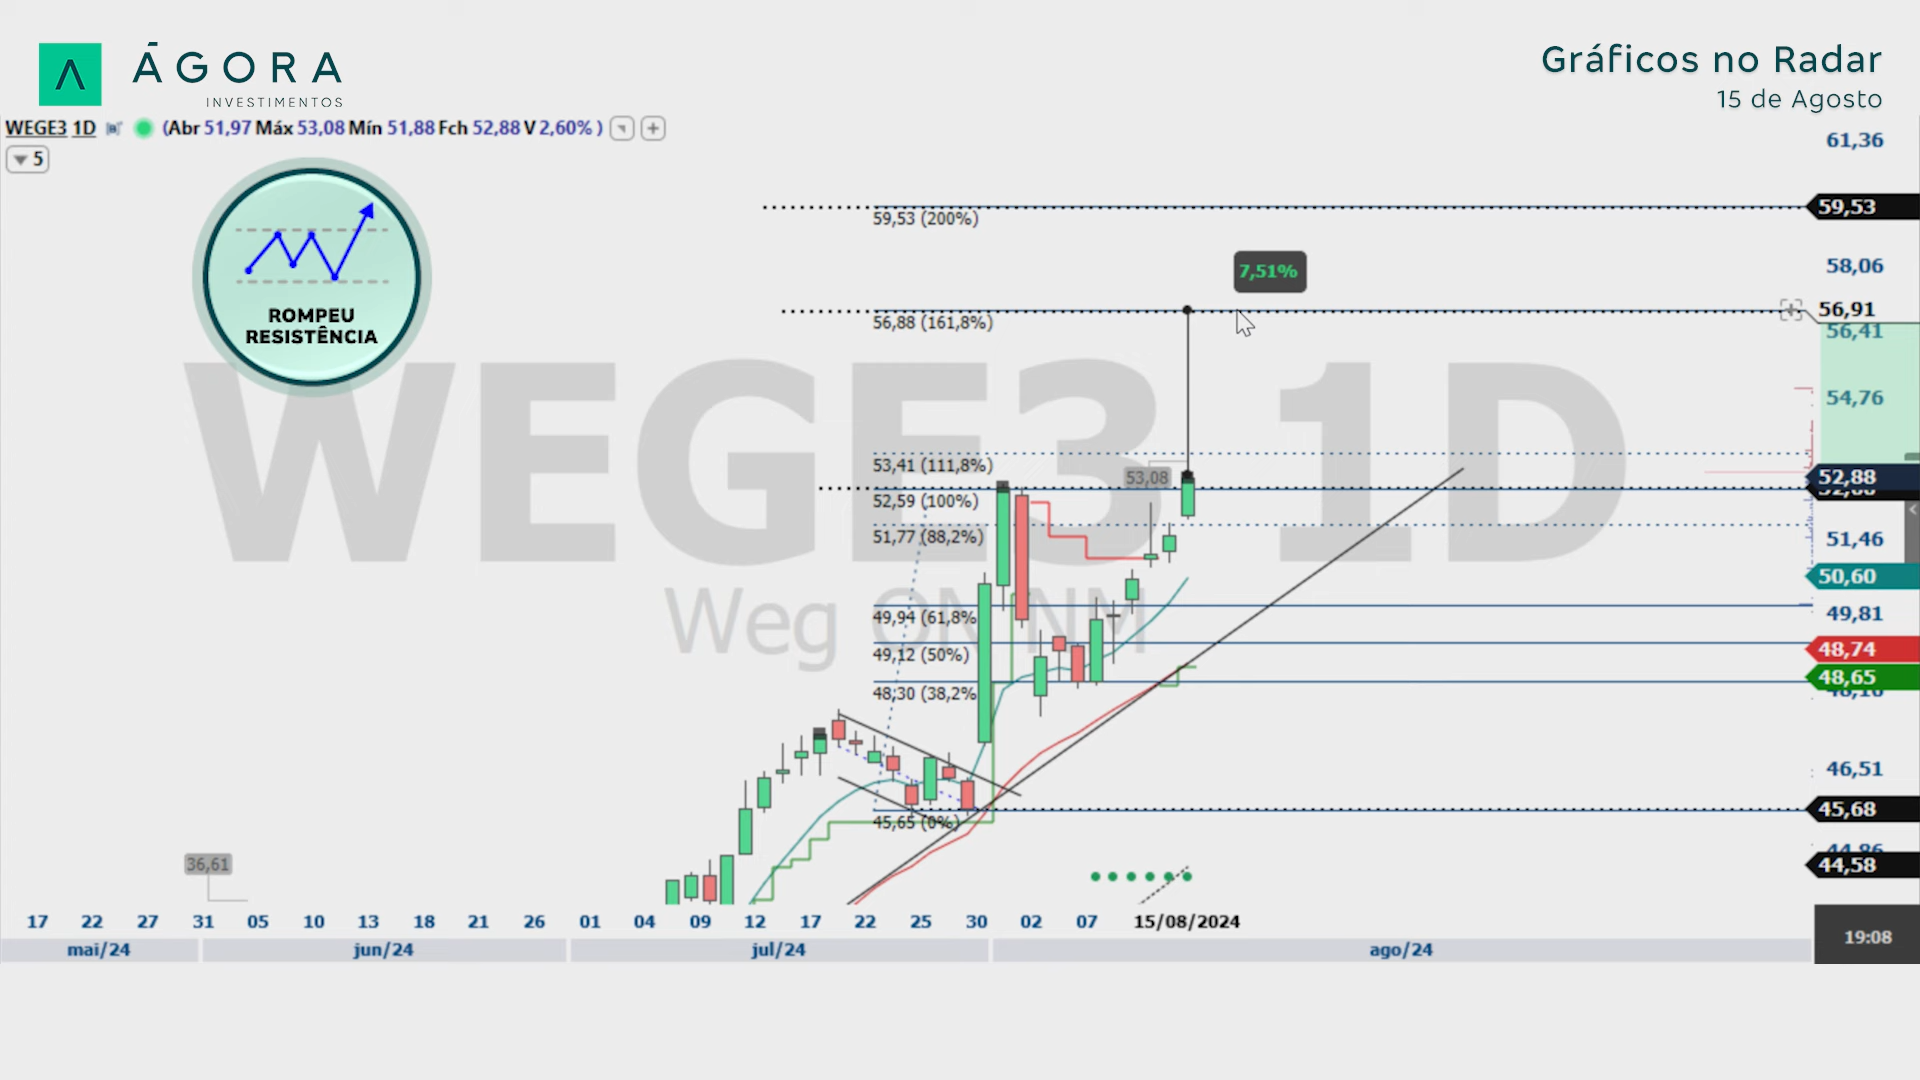 ÁGORA
INVESTIMENTOS
Gráficos no Radar
15 de Agosto
WEGE3 1D (Abr 51,97 Máx 53,08 Mín 51,88 Fch 52,88 V 2,60% )
5
ROMPEU
RESISTÊNCIA
WEGE3 1D
Weg ON NM
59,53 (200%)
7,51%
56,88 (161,8%)
53,41 (111,8%)
53,08
52,59 (100%)
51,77 (88,2%)
49,94 (61,8%
49,12 (50%)
48,30 (38,2%
45,65 (0%)
36,61
61,36
59,53
58,06
56,91
56,41
54,76
52,88
51,46
50,60
49,81
48,74
48,65
46,51
45,68
44,86
44,58
17 22 27 31 05 10 13 18 21 26 01 04 09 12 17 22 25 30 02 07 15/08/2024
mai/24 jun/24 jul/24 ago/24
19:08